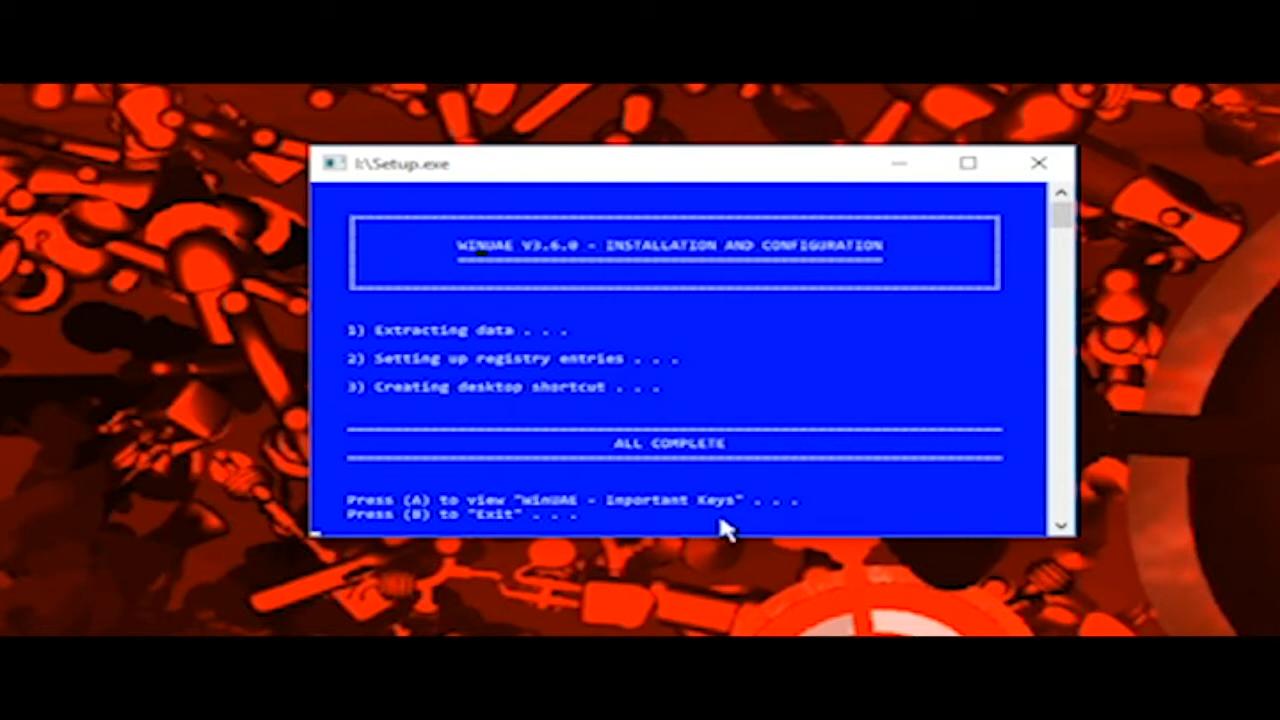 I:\Setup.exe
WINUAE V3.6.0 - INSTALLATION AND CONFIGURATION
1) Extracting data . . .
2) Setting up registry entries . . .
3) Creating desktop shortcut . . .
ALL COMPLETE
Press (A) to view "WinUAE - Important Keys" . . .
Press (B) to "Exit" . . .